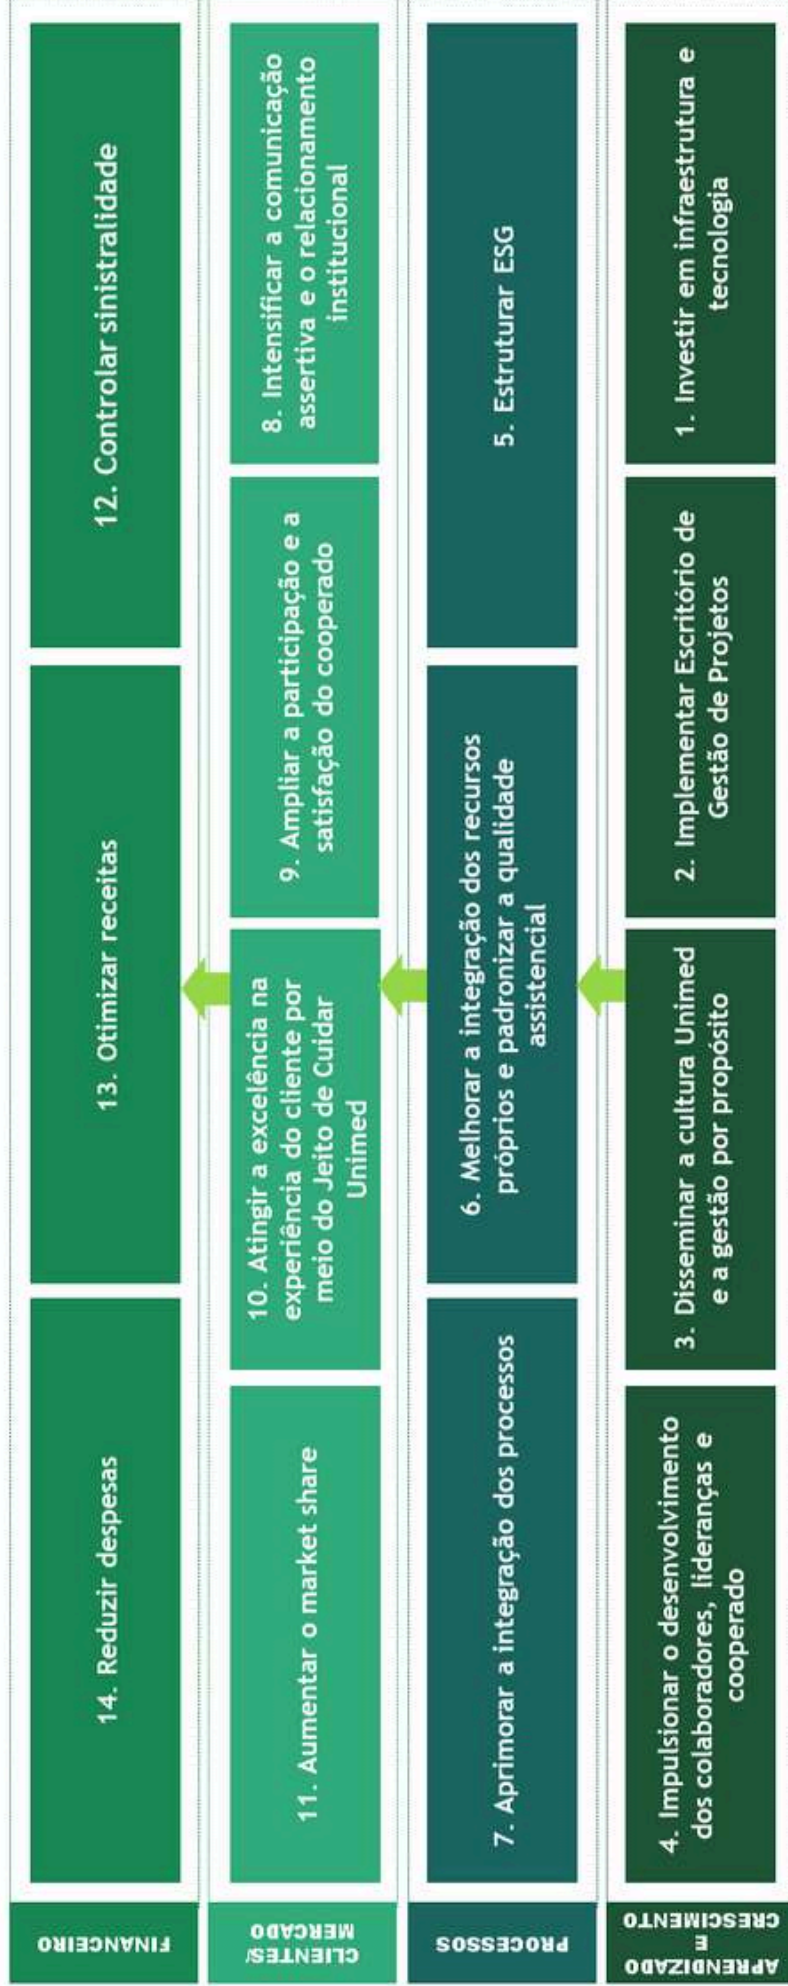 FINANCEIRO
14. Reduzir despesas
13. Otimizar receitas
12. Controlar sinistralidade
CLIENTES/
MERCADO
11. Aumentar o market share
10. Atingir a excelência na
experiência do cliente por
meio do Jeito de Cuidar
Unimed
9. Ampliar a participação e a
satisfação do cooperado
8. Intensificar a comunicação
assertiva e o relacionamento
institucional
PROCESSOS
7. Aprimorar a integração dos processos
6. Melhorar a integração dos recursos
próprios e padronizar a qualidade
assistencial
5. Estruturar ESG
APRENDIZADO
E
CRESCIMENTO
4. Impulsionar o desenvolvimento
dos colaboradores, lideranças e
cooperado
3. Disseminar a cultura Unimed
e a gestão por propósito
2. Implementar Escritório de
Gestão de Projetos
1. Investir em infraestrutura e
tecnologia